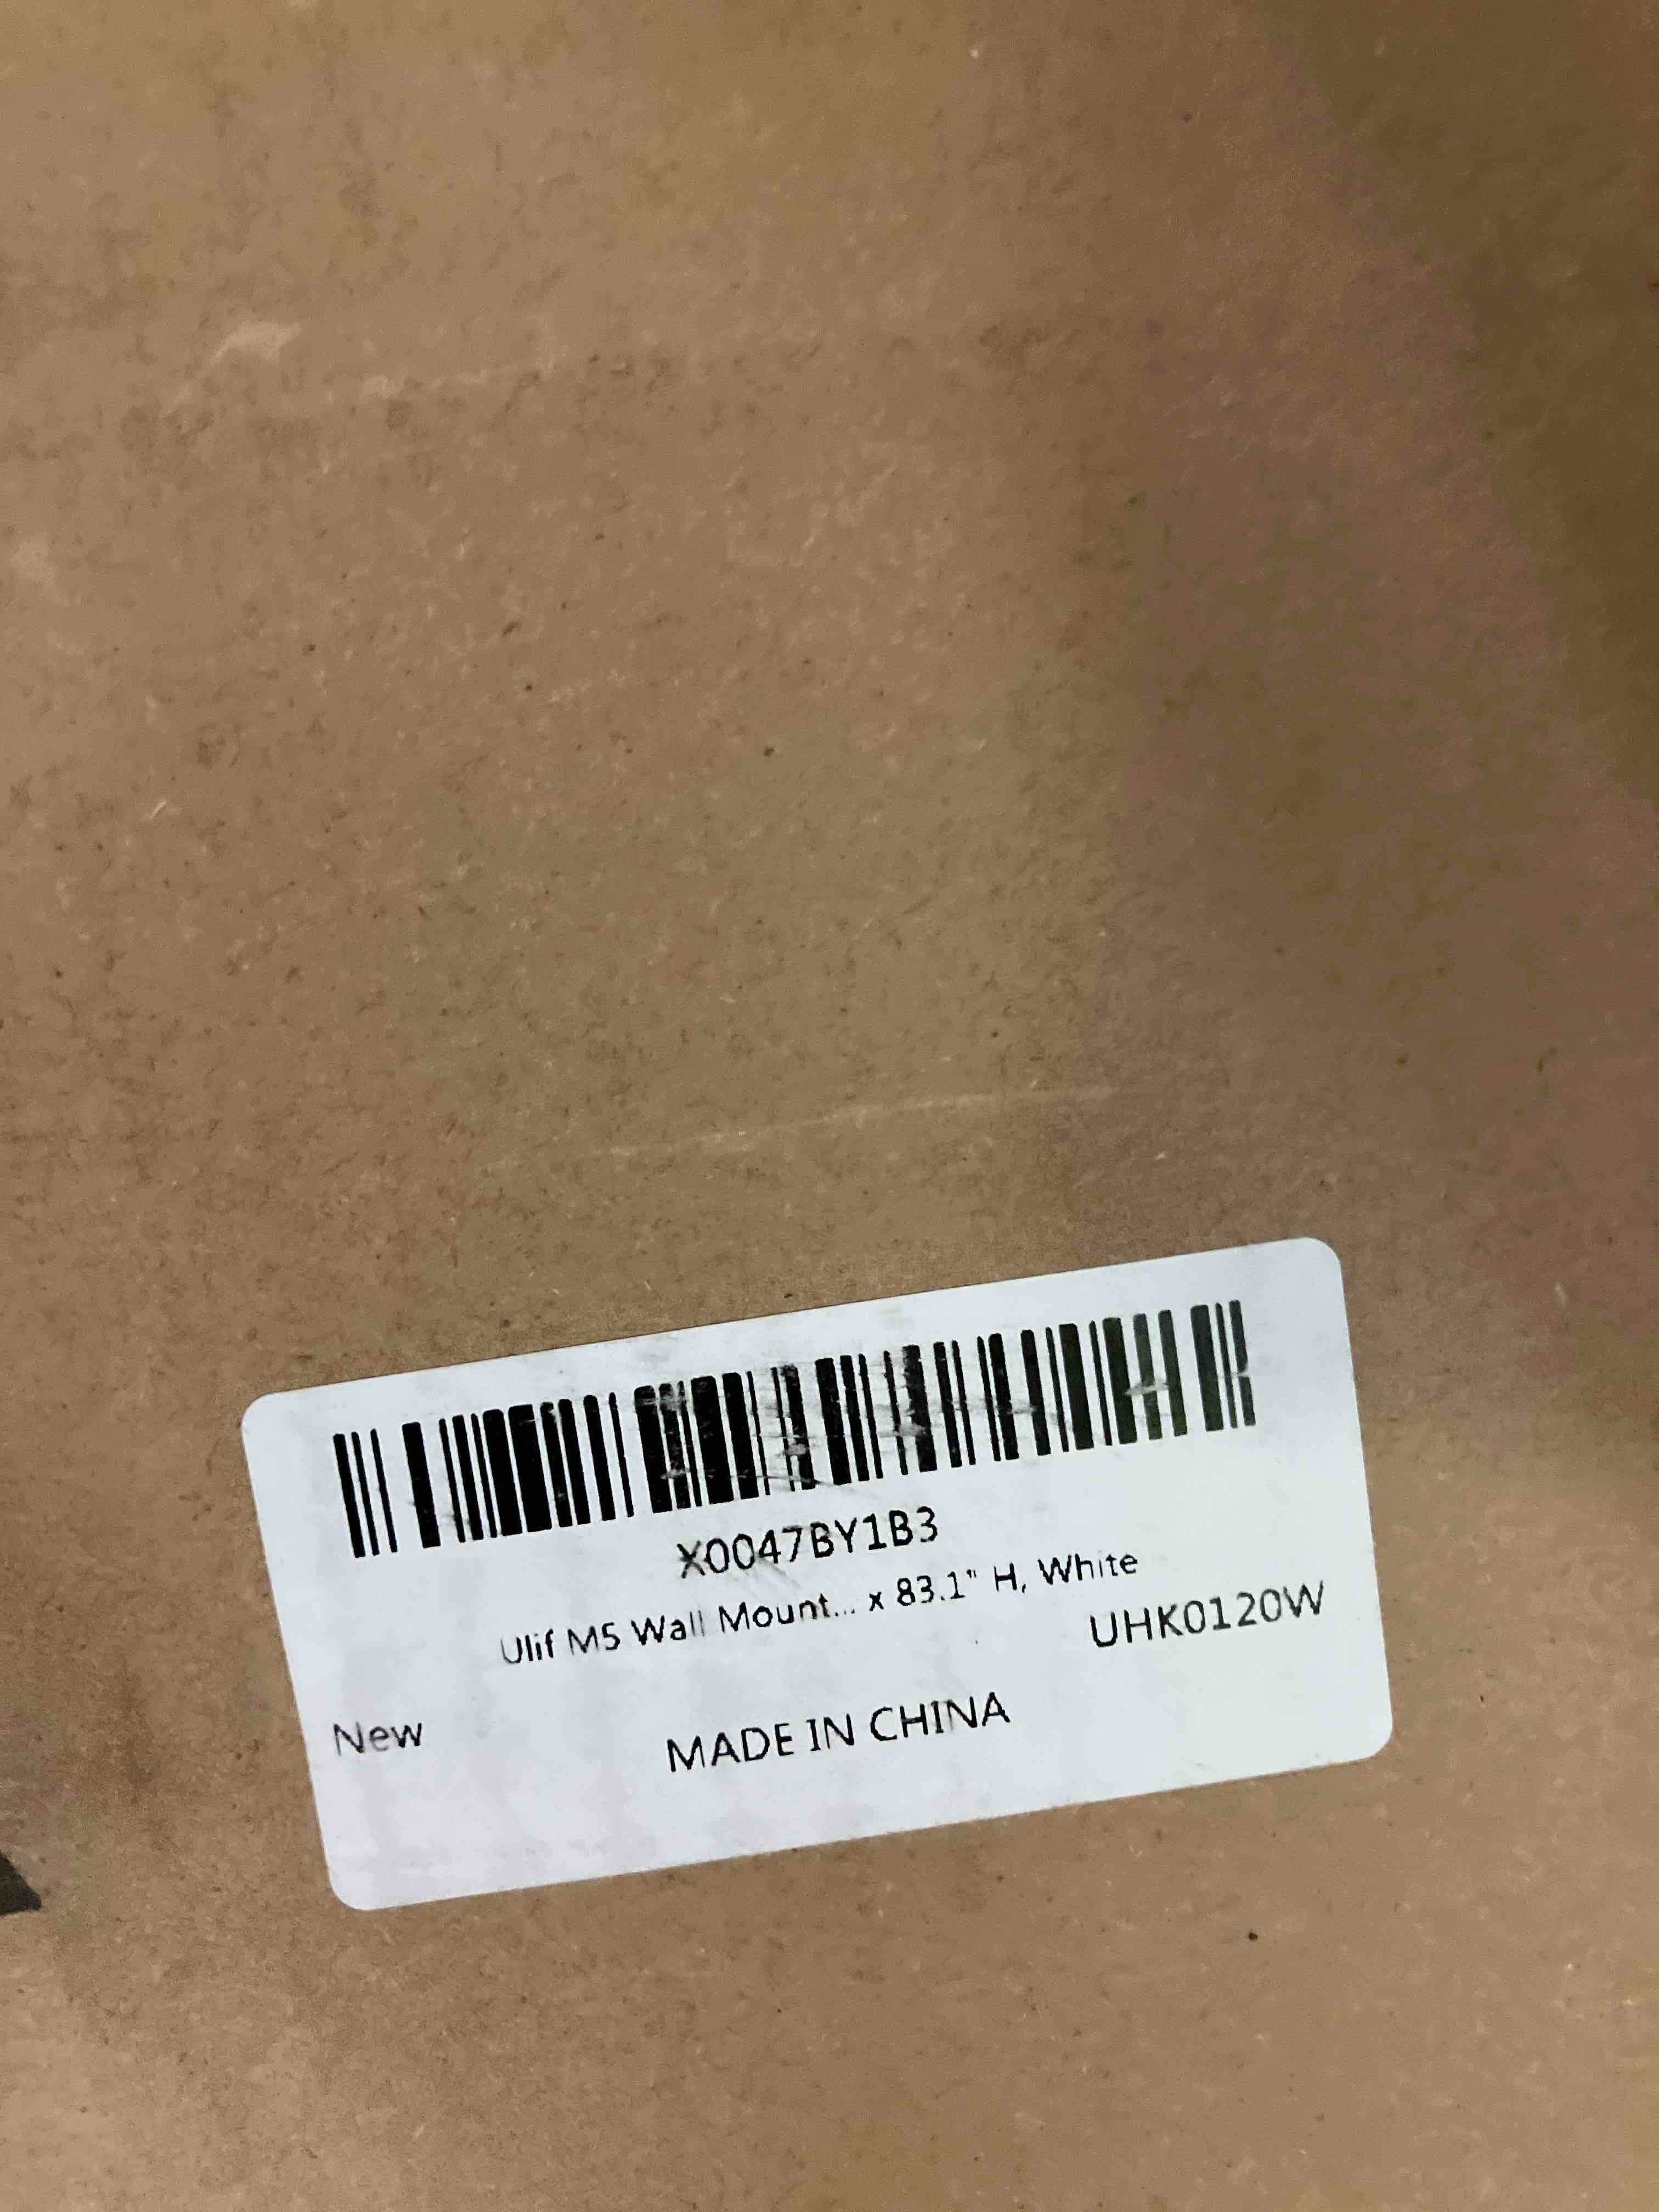 X0047BY1B3
Ulif M5 Wall Mount... x 83.1" H, White
UHK0120W
New
MADE IN CHINA